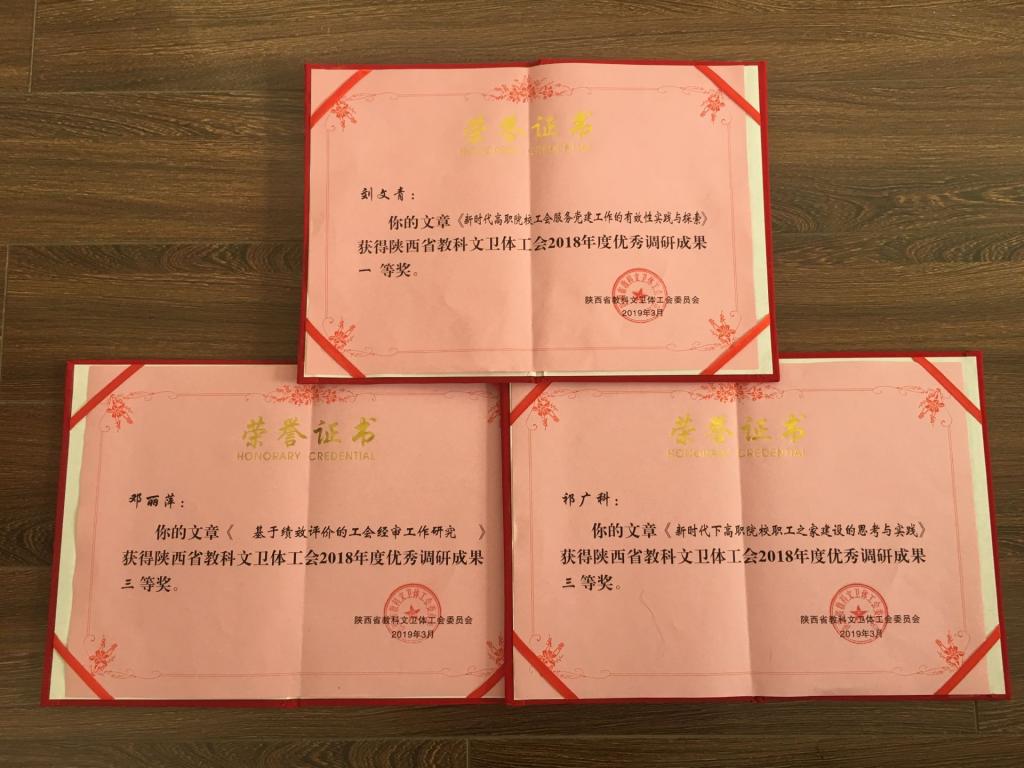 荣誉证书
HONORARY CREDENTIAL
刘文青：
你的文章《新时代高职院校工会服务党建工作的有效性实践与探索》
获得陕西省教科文卫体工会2018年度优秀调研成果
一 等奖。
陕西省教科文卫体工会委员会
2019年3月
荣誉证书
HONORARY CREDENTIAL
邓丽萍：
你的文章《 基于绩效评价的工会经审工作研究 》
获得陕西省教科文卫体工会2018年度优秀调研成果
三 等奖。
陕西省教科文卫体工会委员会
2019年3月
荣誉证书
HONORARY CREDENTIAL
祁广科：
你的文章《新时代下高职院校职工之家建设的思考与实践》
获得陕西省教科文卫体工会2018年度优秀调研成果
三 等奖。
陕西省教科文卫体工会委员会
2019年3月